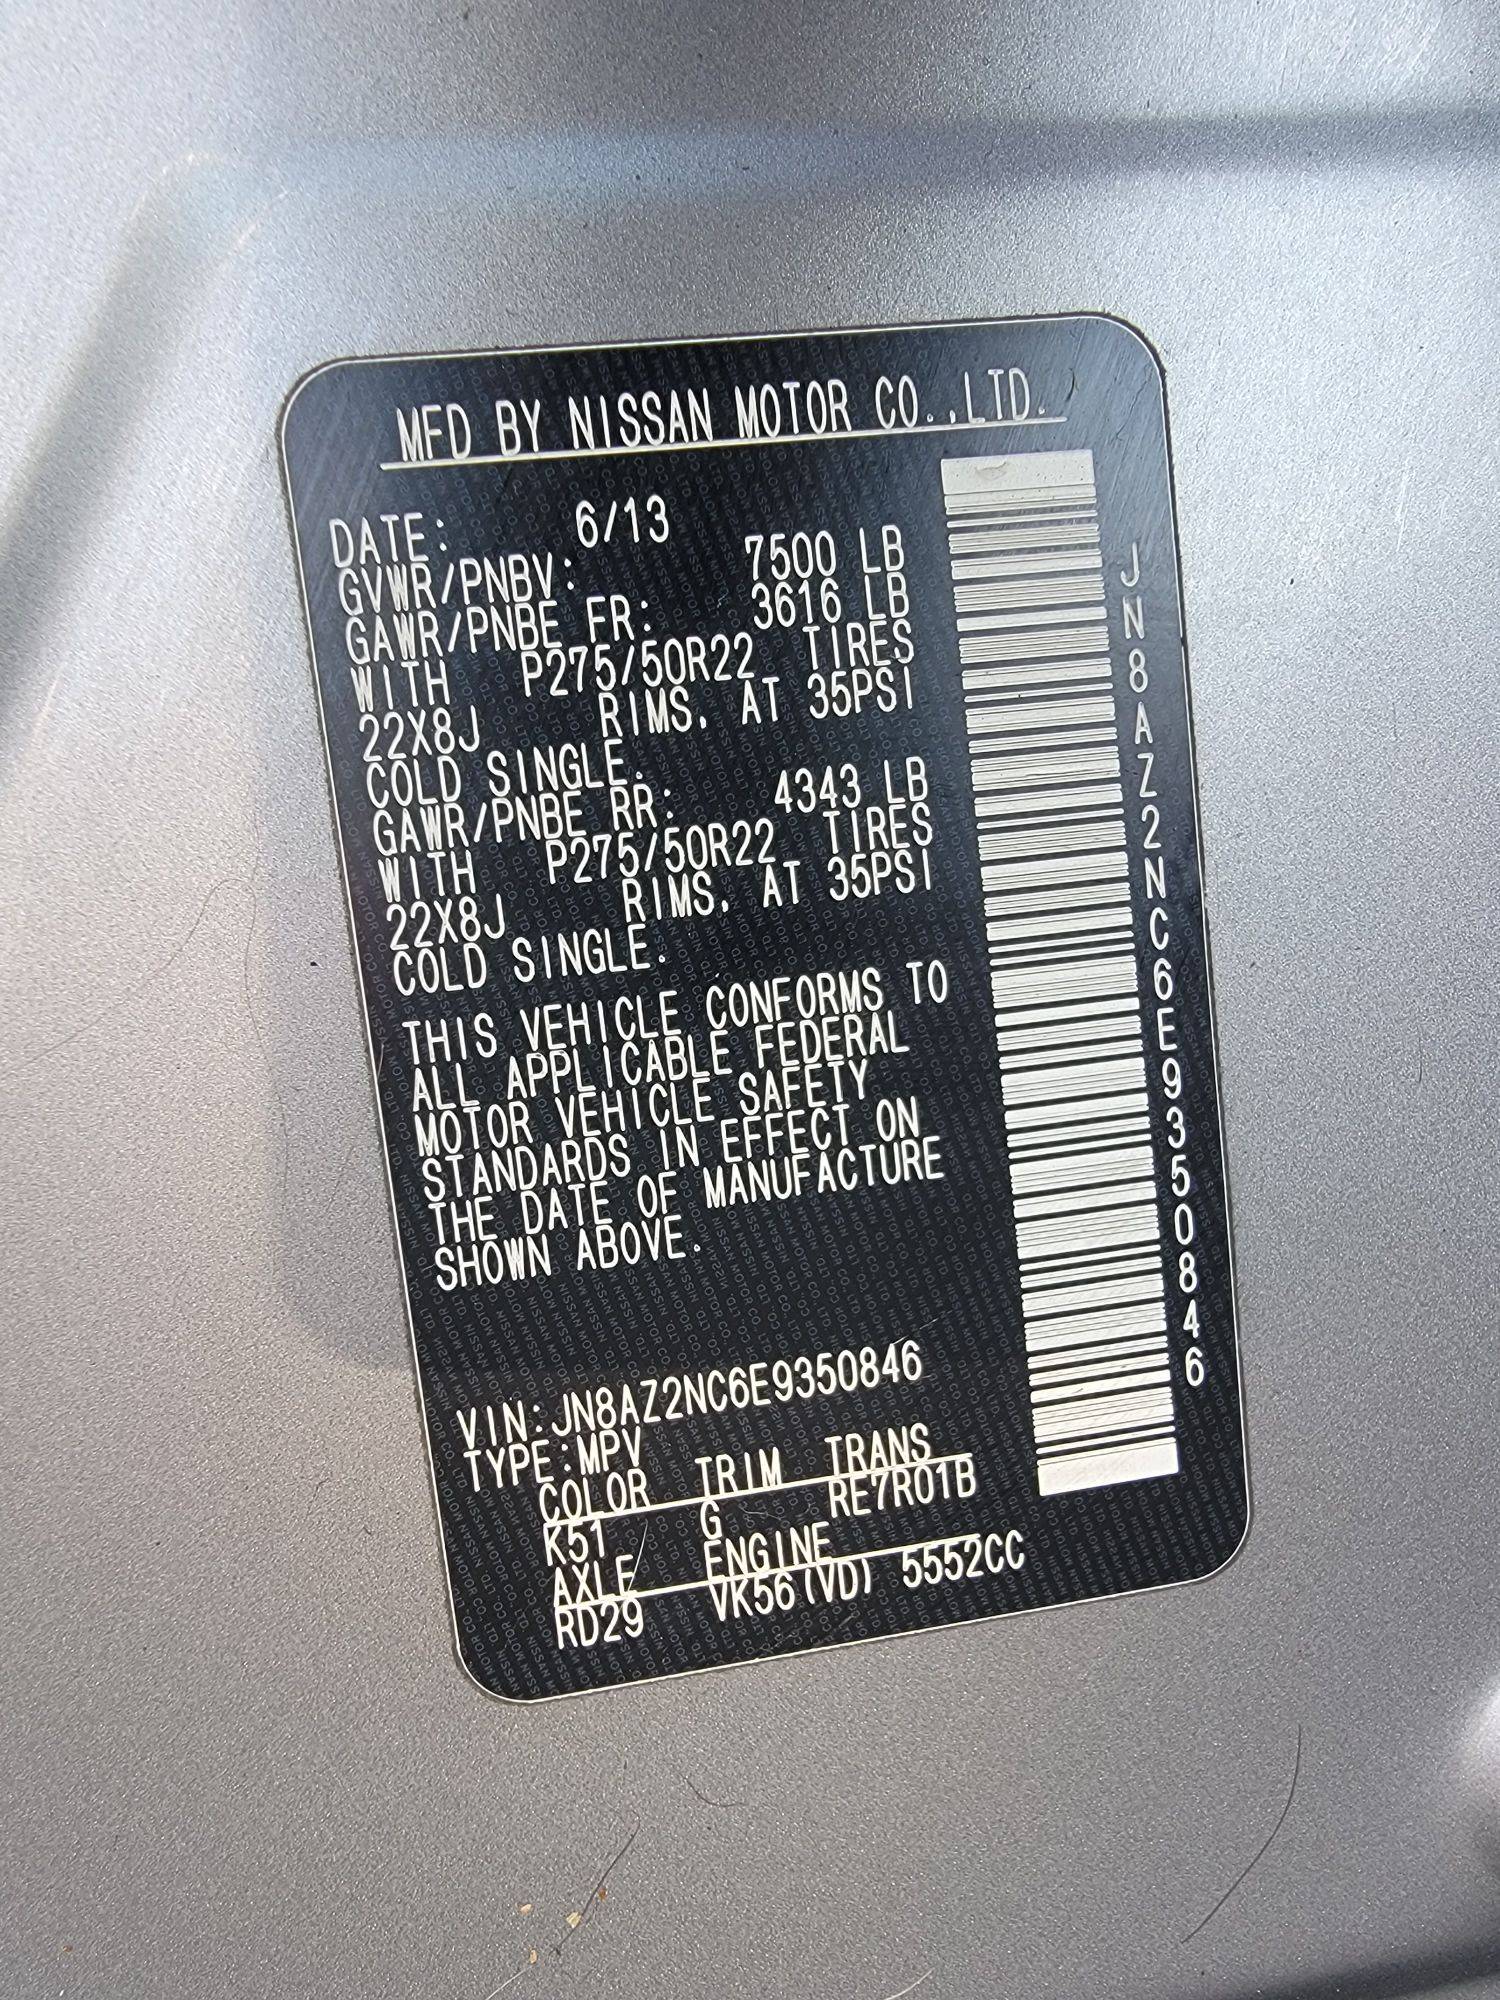 MFD BY NISSAN MOTOR CO.,LTD.
DATE: 6/13
GVWR/PNBV: 7500 LB
GAWR/PNBE FR: 3616 LB
WITH P275/50R22 TIRES
22X8J RIMS. AT 35PSI
COLD SINGLE.
GAWR/PNBE RR: 4343 LB
WITH P275/50R22 TIRES
22X8J RIMS. AT 35PSI
COLD SINGLE.
THIS VEHICLE CONFORMS TO
ALL APPLICABLE FEDERAL
MOTOR VEHICLE SAFETY
STANDARDS IN EFFECT ON
THE DATE OF MANUFACTURE
SHOWN ABOVE.
VIN:JN8AZ2NC6E9350846
TYPE:MPV
COLOR TRIM TRANS
K51 G RE7R01B
AXLE ENGINE
RD29 VK56(VD) 5552CC
JN8AZ2NC6E9350846